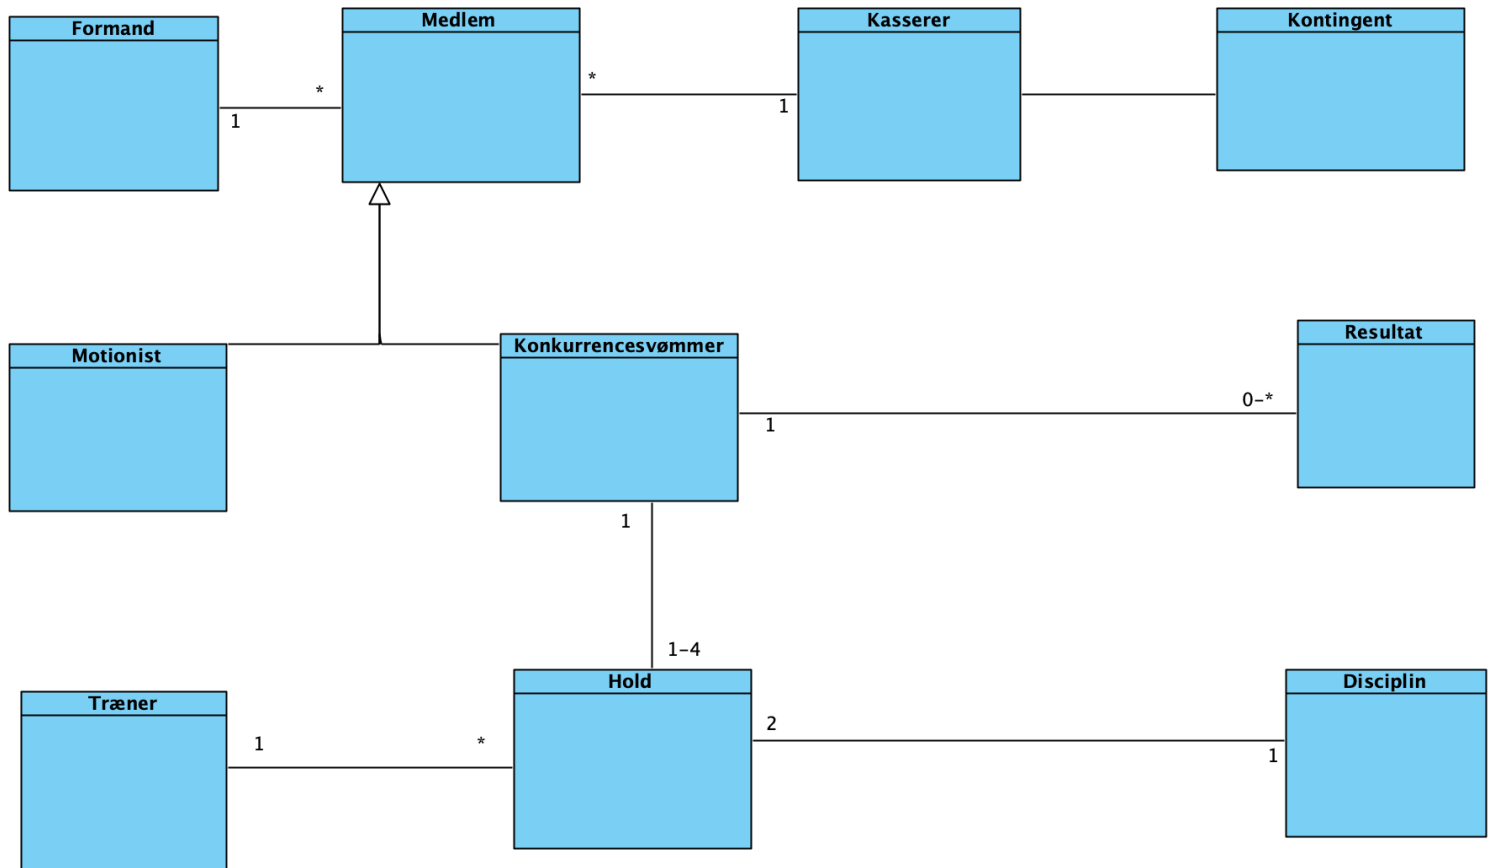 Formand
Medlem
Kasserer
Kontingent
*
1
*
1
Motionist
Konkurrencesvømmer
Resultat
1
0-*
1
1-4
Træner
Hold
Disciplin
1
*
2
1